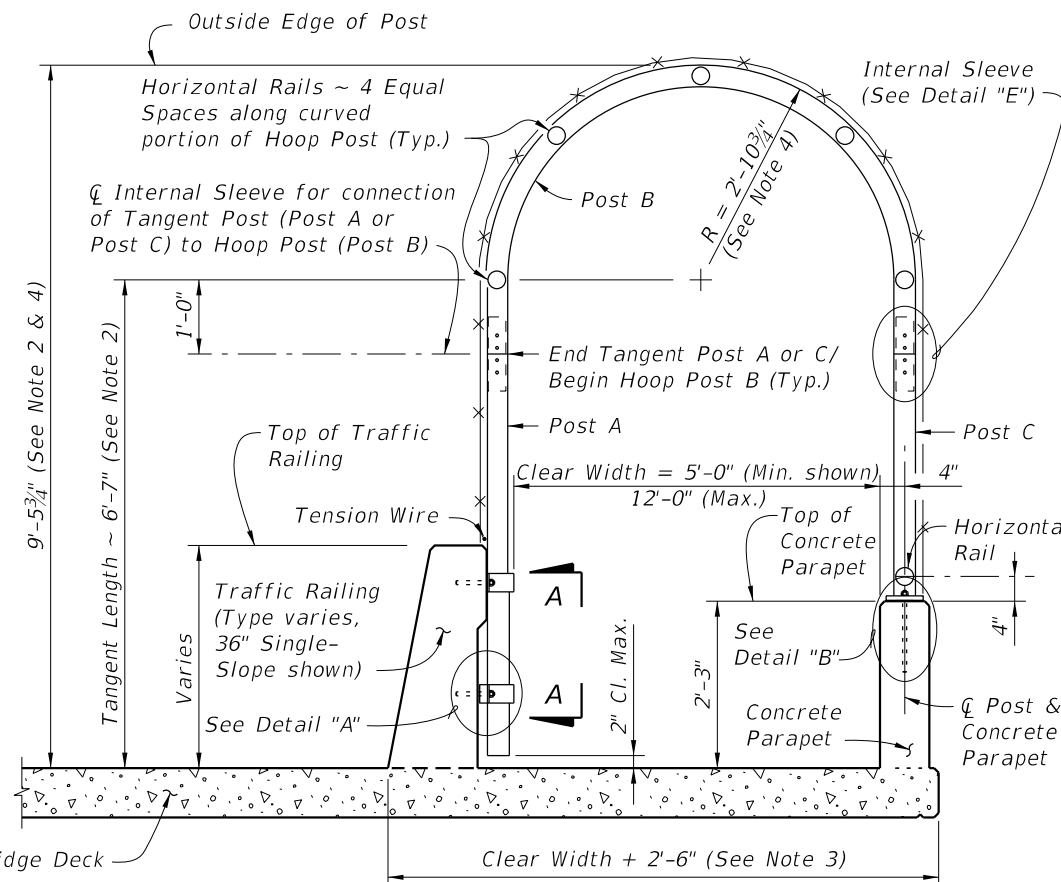 Outside Edge of Post
Horizontal Rails ~ 4 Equal
Spaces along curved
portion of Hoop Post (Typ.)
Internal Sleeve
(See Detail "E")
℄ Internal Sleeve for connection
of Tangent Post (Post A or
Post C) to Hoop Post (Post B)
Post B
R = 2'-10¾"
(See Note 4)
9'-5¾" (See Note 2 & 4)
Tangent Length ~ 6'-7" (See Note 2)
1'-0"
End Tangent Post A or C/
Begin Hoop Post B (Typ.)
Post A
Post C
Top of Traffic
Railing
Clear Width = 5'-0" (Min. shown)
12'-0" (Max.)
4"
Tension Wire
Top of
Concrete
Parapet
Horizonta
Rail
Traffic Railing
(Type varies,
36" Single-
Slope shown)
Varies
A
A
See Detail "A"
2" Cl. Max.
2'-3"
See
Detail "B"
4"
Concrete
Parapet
℄ Post &
Concrete
Parapet
idge Deck
Clear Width + 2'-6" (See Note 3)